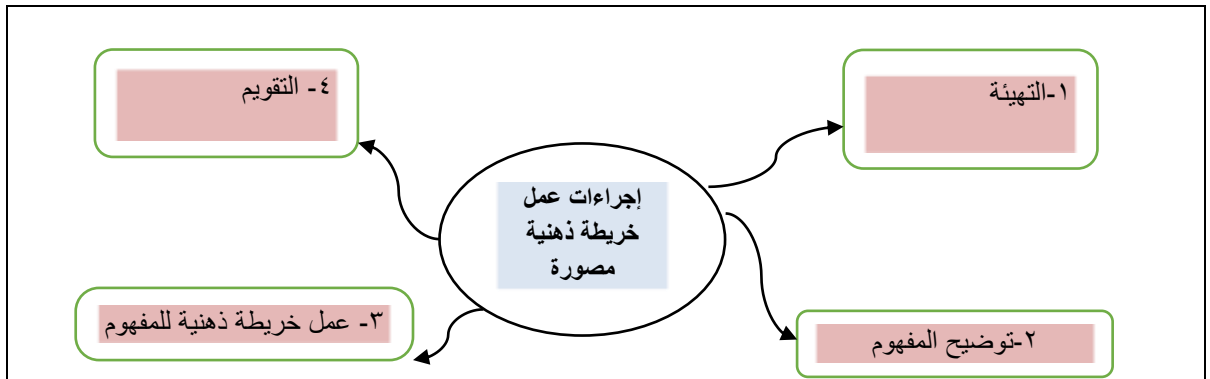 ١-التهيئة
٤- التقويم
إجراءات عمل
خريطة ذهنية
مصورة
٣- عمل خريطة ذهنية للمفهوم
٢-توضيح المفهوم